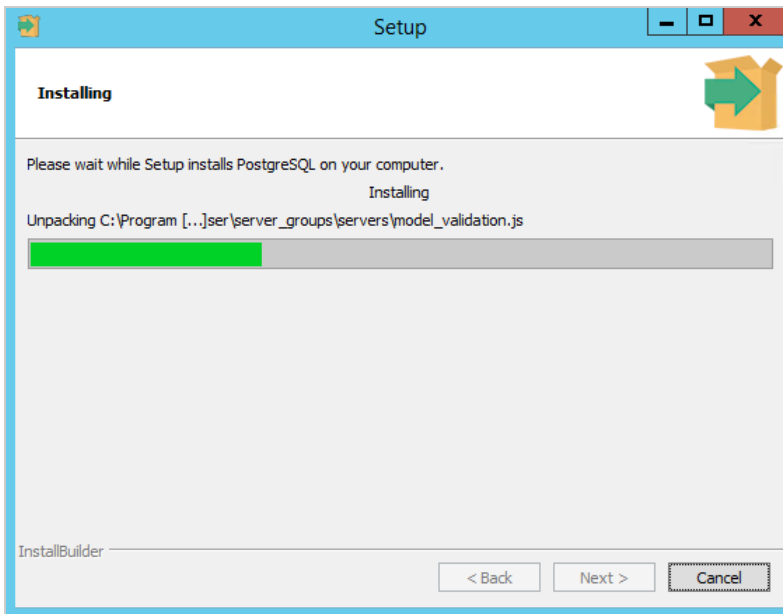 Setup
Installing
Please wait while Setup installs PostgreSQL on your computer.
Installing
Unpacking C:\Program [...]ser\server_groups\servers\model_validation.js
InstallBuilder
< Back Next > Cancel